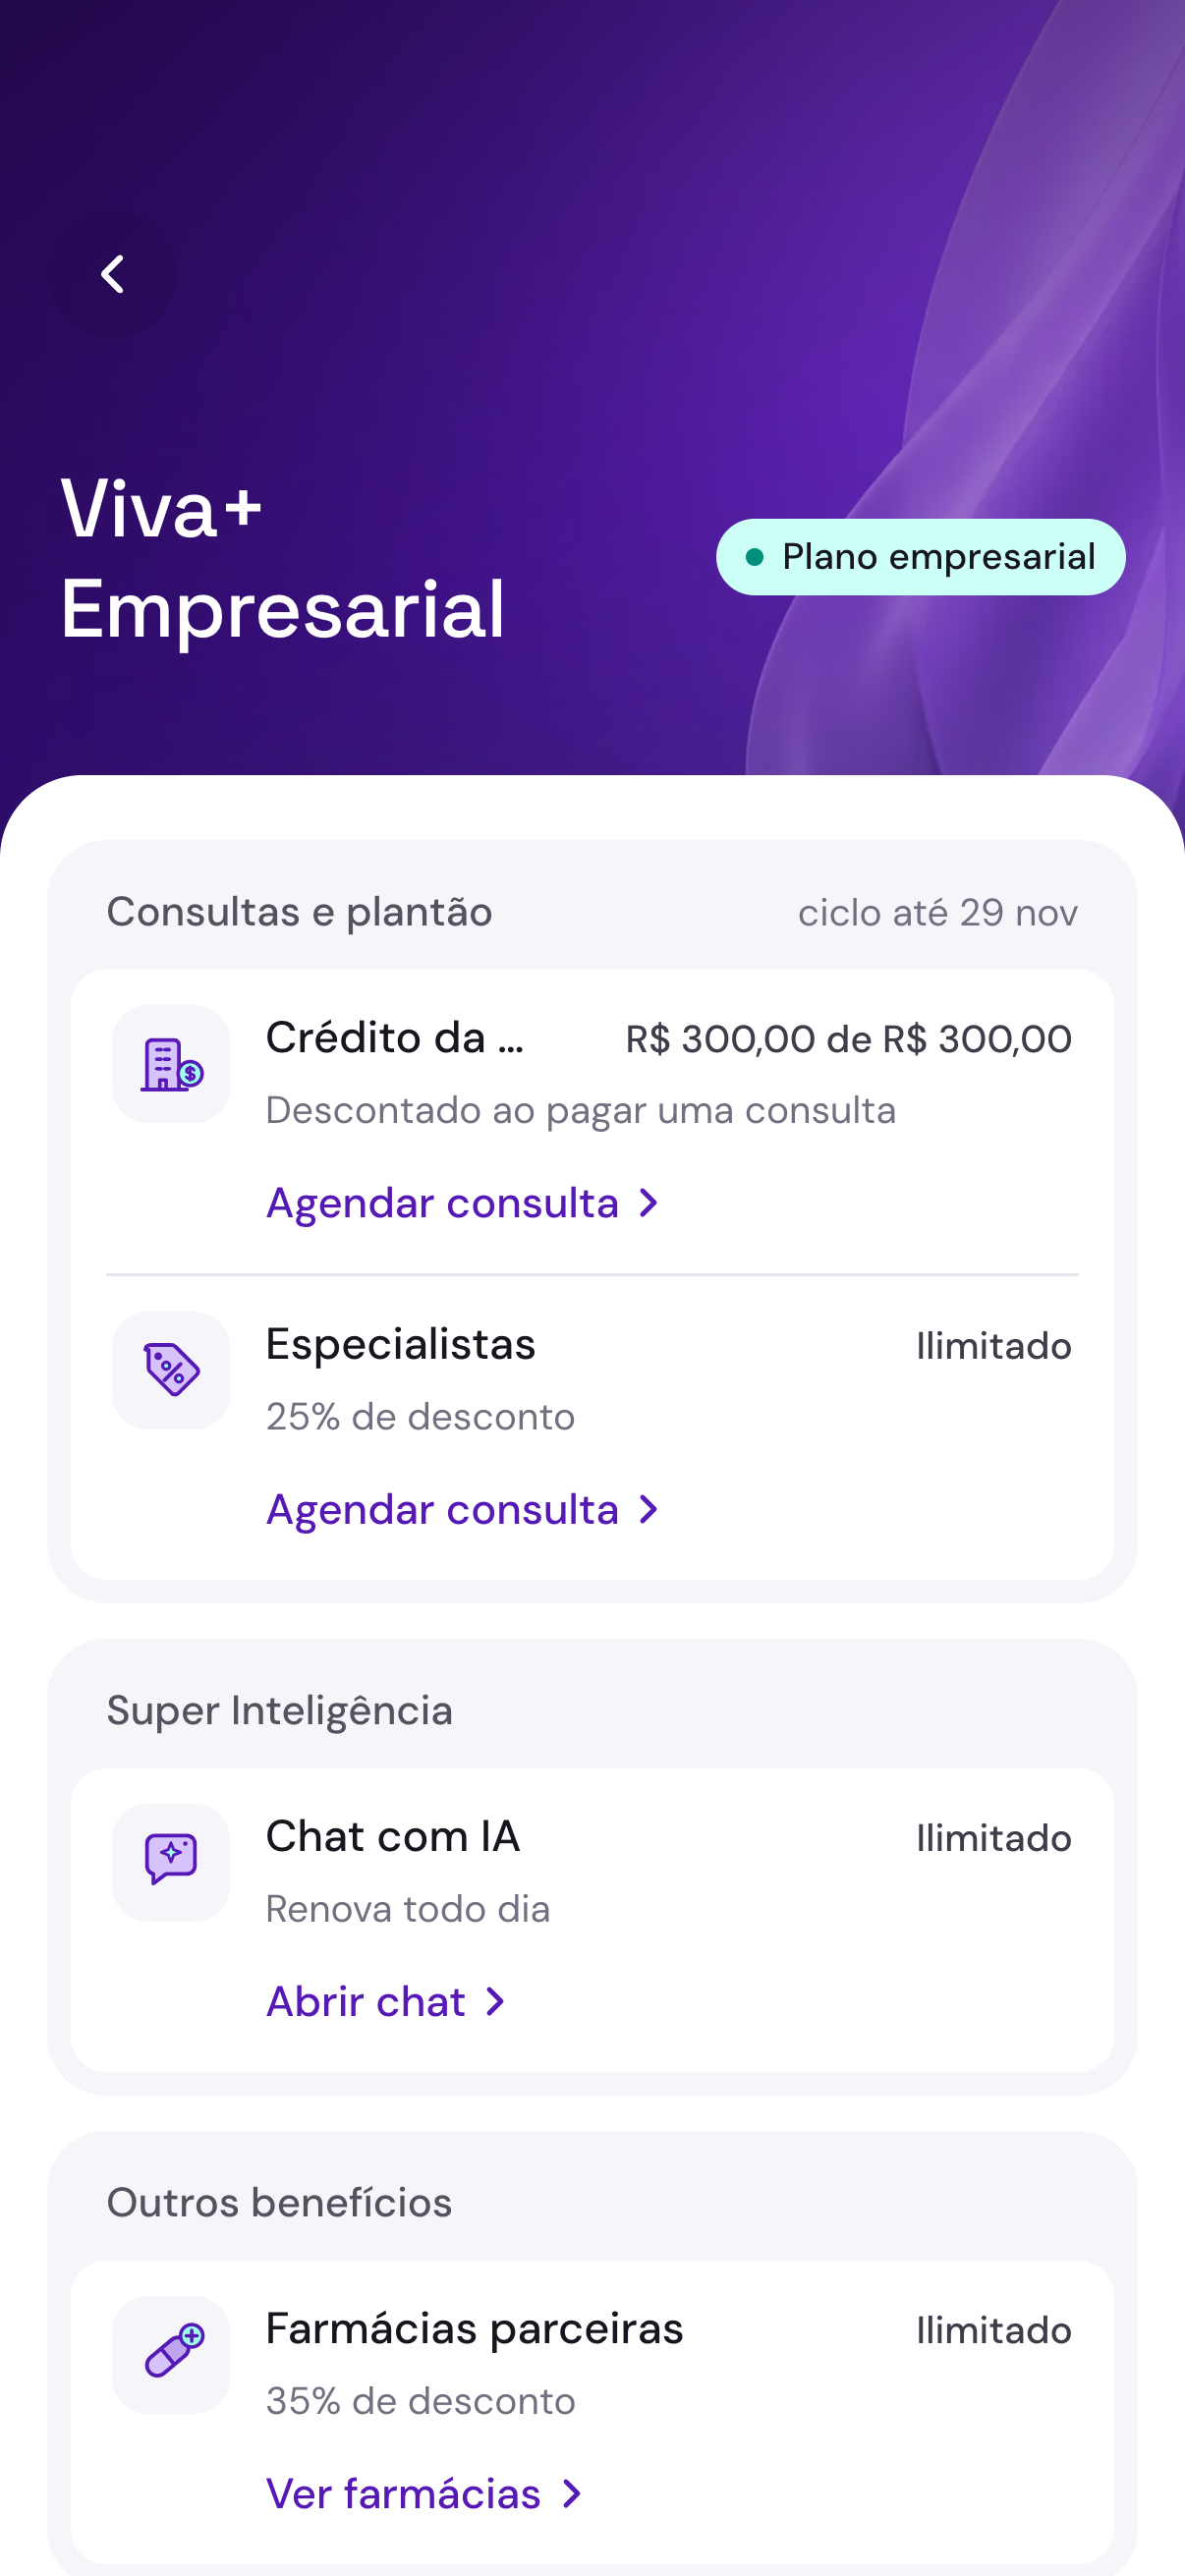 Viva+
Empresarial
Plano empresarial
Consultas e plantão
ciclo até 29 nov
Crédito da ...
R$ 300,00 de R$ 300,00
Descontado ao pagar uma consulta
Agendar consulta
Especialistas
Ilimitado
25% de desconto
Agendar consulta
Super Inteligência
Chat com IA
Ilimitado
Renova todo dia
Abrir chat
Outros benefícios
Farmácias parceiras
Ilimitado
35% de desconto
Ver farmácias